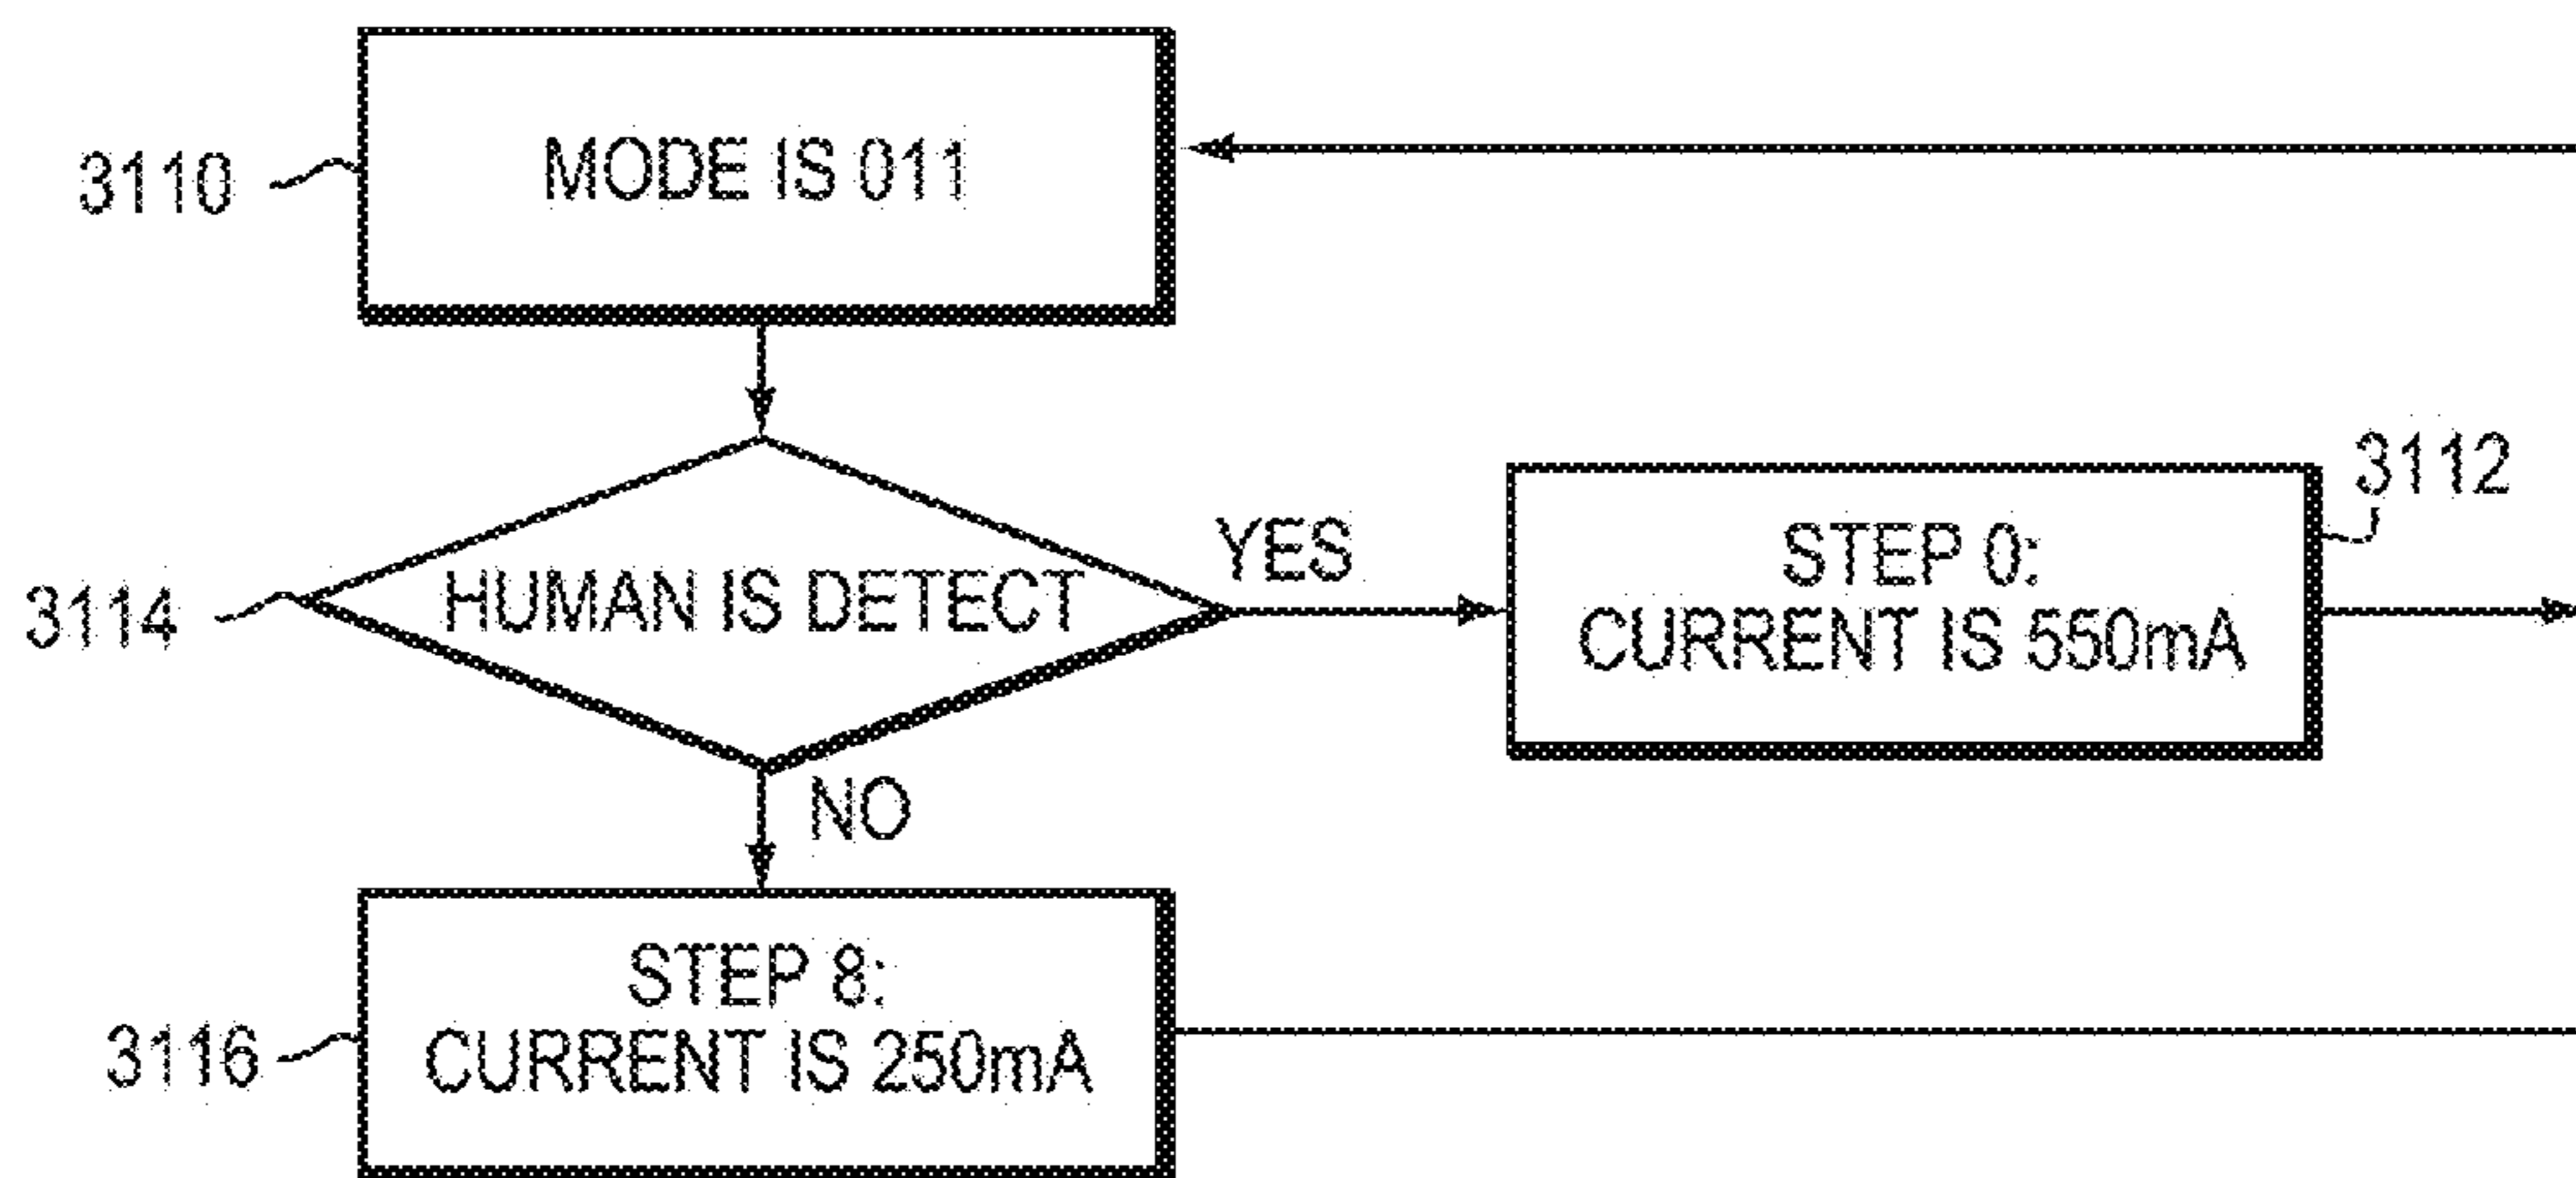 3110
MODE IS 011
3114
HUMAN IS DETECT
YES
STEP 0:
CURRENT IS 550mA
3112
NO
STEP 8:
CURRENT IS 250mA
3116